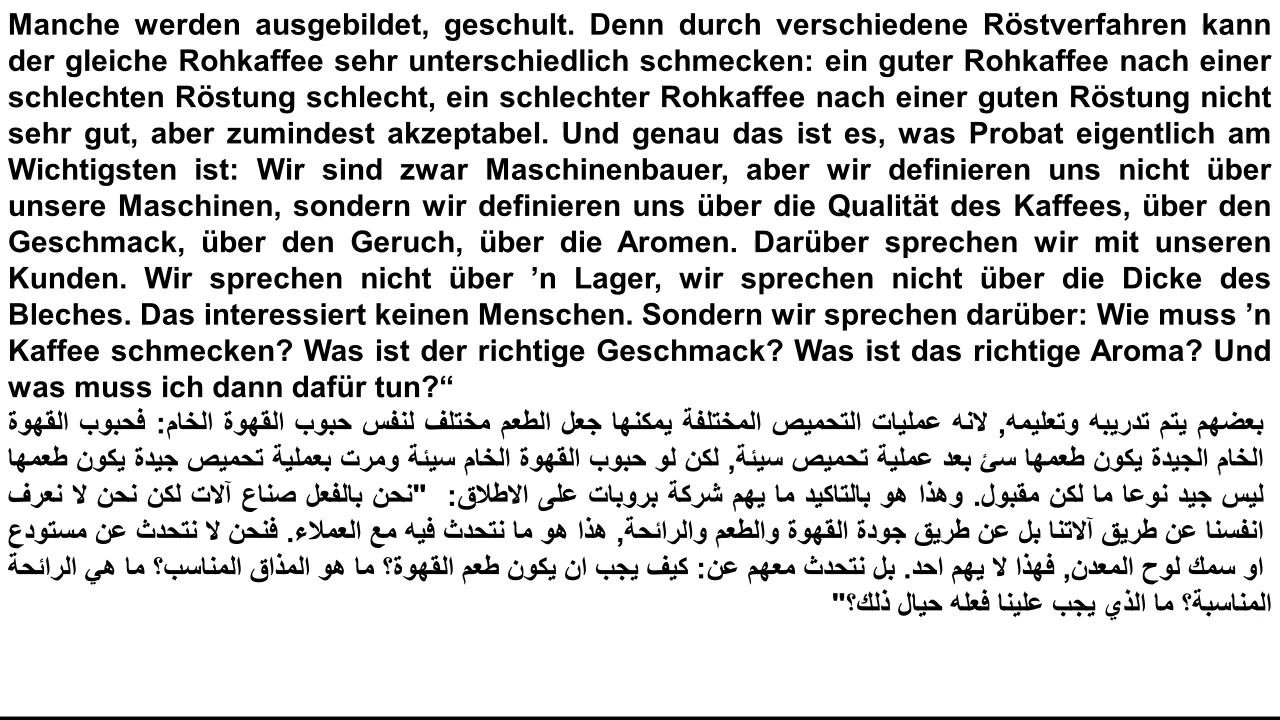 Manche werden ausgebildet, geschult. Denn durch verschiedene Röstverfahren kann
der gleiche Rohkaffee sehr unterschiedlich schmecken: ein guter Rohkaffee nach einer
schlechten Röstung schlecht, ein schlechter Rohkaffee nach einer guten Röstung nicht
sehr gut, aber zumindest akzeptabel. Und genau das ist es, was Probat eigentlich am
Wichtigsten ist: Wir sind zwar Maschinenbauer, aber wir definieren uns nicht über
unsere Maschinen, sondern wir definieren uns über die Qualität des Kaffees, über den
Geschmack, über den Geruch, über die Aromen. Darüber sprechen wir mit unseren
Kunden. Wir sprechen nicht über ’n Lager, wir sprechen nicht über die Dicke des
Bleches. Das interessiert keinen Menschen. Sondern wir sprechen darüber: Wie muss ’n
Kaffee schmecken? Was ist der richtige Geschmack? Was ist das richtige Aroma? Und
was muss ich dann dafür tun?“
بعضهم يتم تدريبه وتعليمه, لانه عمليات التحميص المختلفة يمكنها جعل الطعم مختلف لنفس حبوب القهوة الخام: فحبوب القهوة
الخام الجيدة يكون طعمها سئ بعد عملية تحميص سيئة, لكن لو حبوب القهوة الخام سيئة ومرت بعملية تحميص جيدة يكون طعمها
ليس جيد نوعا ما لكن مقبول. وهذا هو بالتاكيد ما يهم شركة بروبات على الاطلاق: "نحن بالفعل صناع آلات لكن نحن لا نعرف
انفسنا عن طريق آلاتنا بل عن طريق جودة القهوة والطعم والرائحة, هذا هو ما نتحدث فيه مع العملاء. فنحن لا نتحدث عن مستودع
او سمك لوح المعدن, فهذا لا يهم احد. بل نتحدث معهم عن: كيف يجب ان يكون طعم القهوة؟ ما هو المذاق المناسب؟ ما هي الرائحة
المناسبة؟ ما الذي يجب علينا فعله حيال ذلك؟"